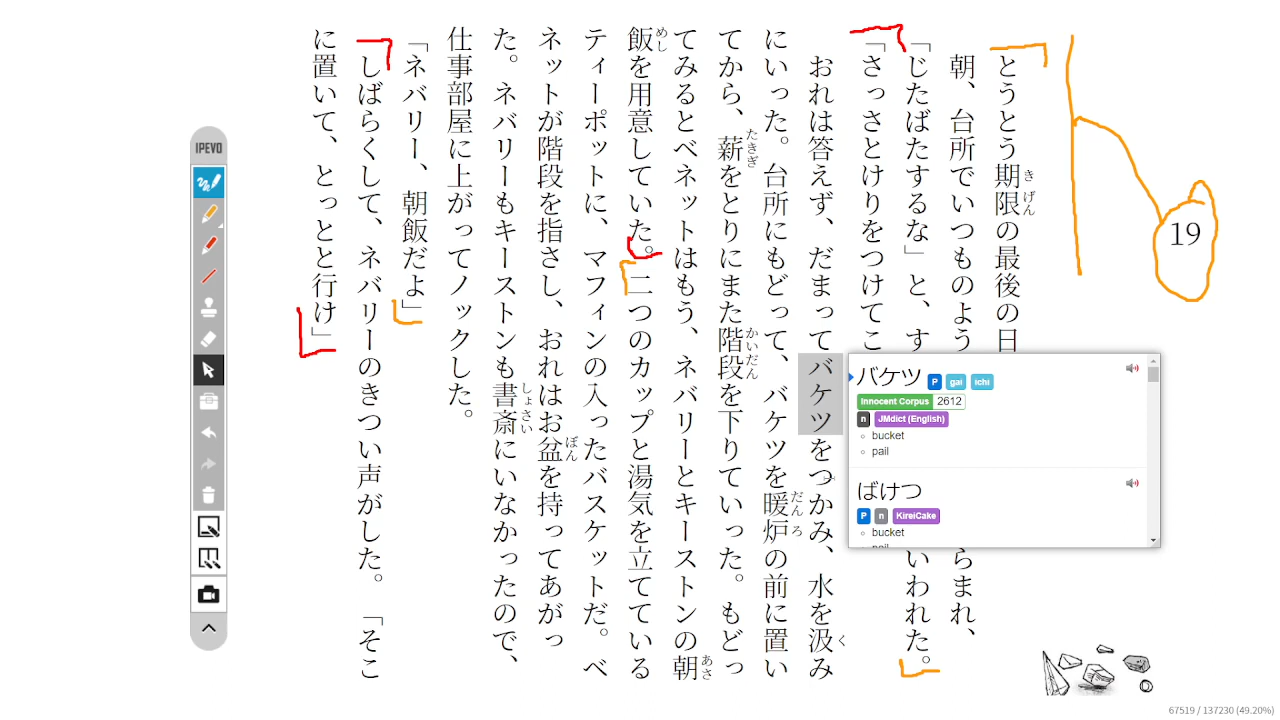 19
とうとう期限の最後の日
朝、台所でいつものよう
らまれ、
「じたばたするな」と、す
いわれた。
「さっさとけりをつけてこ
おれは答えず、だまってバケツをつかみ、水を汲み
にいった。台所にもどって、バケツを暖炉の前に置い
てから、薪をとりにまた階段を下りていった。もどっ
てみるとベネットはもう、ネバリーとキーストンの朝
飯を用意していた。二つのカップと湯気を立てている
ティーポットに、マフィンの入ったバスケットだ。ベ
ネットが階段を指さし、おれはお盆を持ってあがっ
た。ネバリーもキーストンも書斎にいなかったので、
仕事部屋に上がってノックした。
「ネバリー、朝飯だよ」
しばらくして、ネバリーのきつい声がした。「そこ
に置いて、とっとと行け」
バケツ P gai ichi
Innocent Corpus 2612
n JMdict (English)
bucket
pail
ばけつ
P n KireiCake
bucket
IPEVO
67519 / 137230 (49.20%)